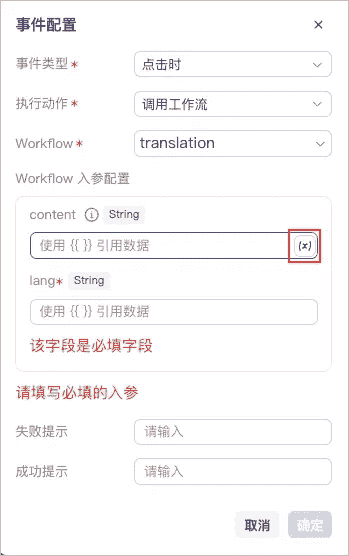 事件配置
事件类型* 点击时
执行动作* 调用工作流
Workflow* translation
Workflow 入参配置
content String
使用 {{ }} 引用数据 (x)
lang* String
使用 {{ }} 引用数据
该字段是必填字段
请填写必填的入参
失败提示 请输入
成功提示 请输入
取消 确定